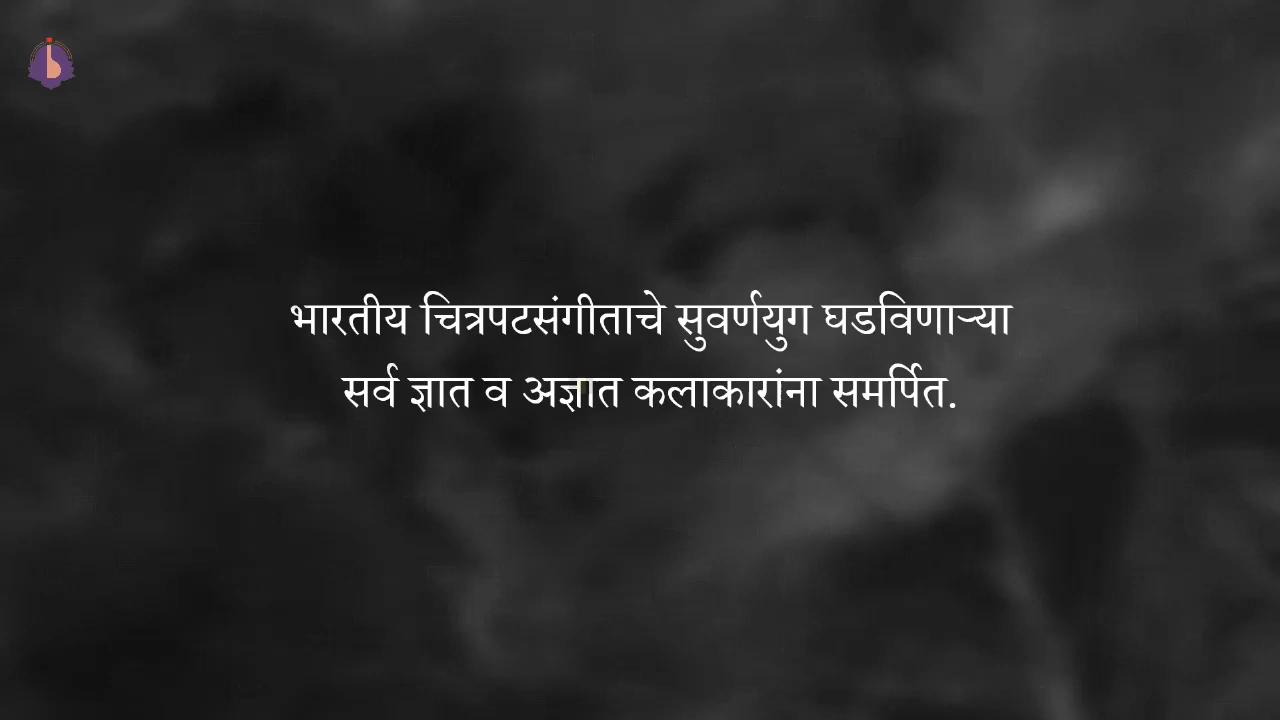 भारतीय चित्रपटसंगीताचे सुवर्णयुग घडविणाऱ्या
सर्व ज्ञात व अज्ञात कलाकारांना समर्पित.